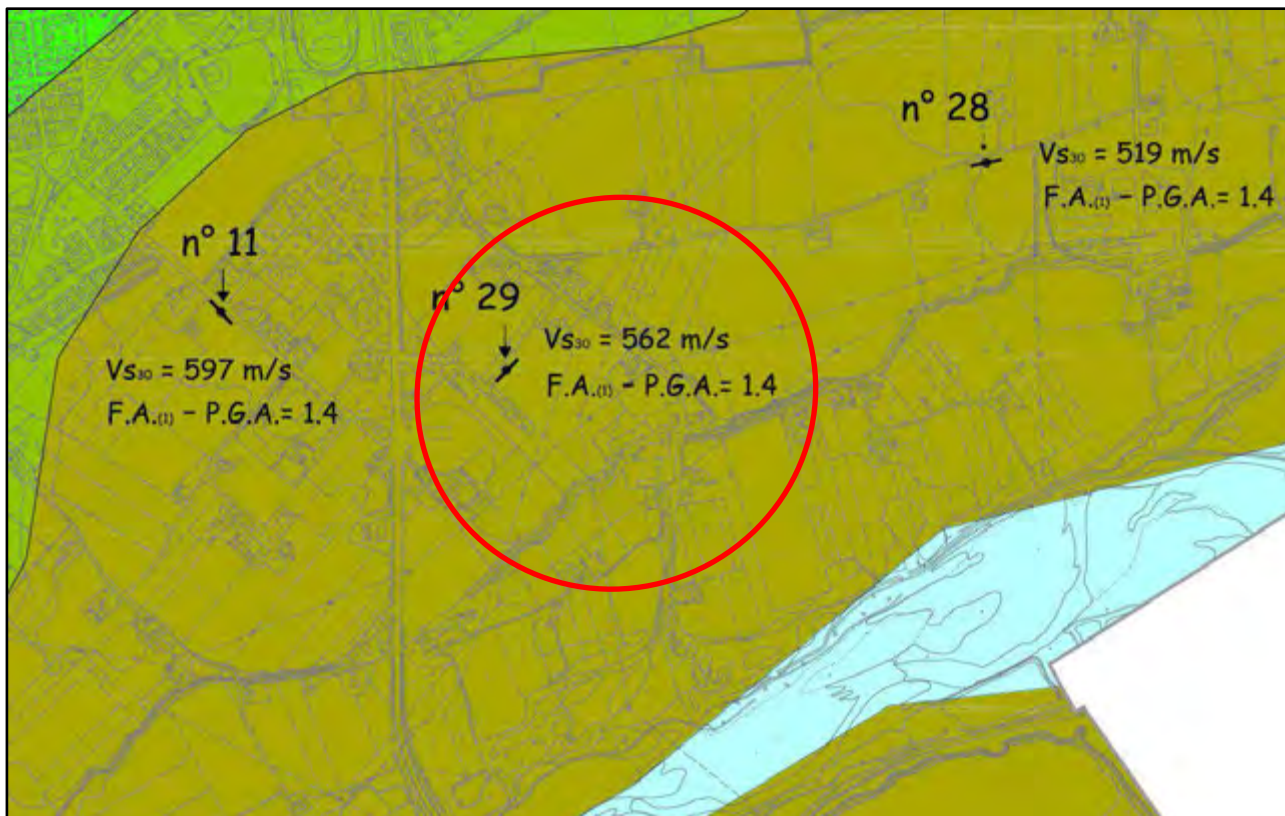 n° 28
Vs30 = 519 m/s
F.A.(1) - P.G.A.= 1.4
n° 11
Vs30 = 597 m/s
F.A.(1) - P.G.A.= 1.4
n° 29
Vs30 = 562 m/s
F.A.(1) - P.G.A.= 1.4